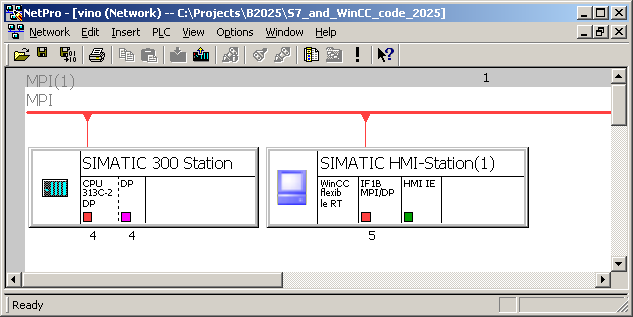 NetPro - [vino (Network) -- C:\Projects\B2025\S7_and_WinCC_code_2025]
Network Edit Insert PLC View Options Window Help
MPI(1)
1
MPI
SIMATIC 300 Station
CPU
313C-2
DP
DP
4
4
SIMATIC HMI-Station(1)
WinCC
flexib
le RT
IF1B
MPI/DP
HMI IE
5
Ready